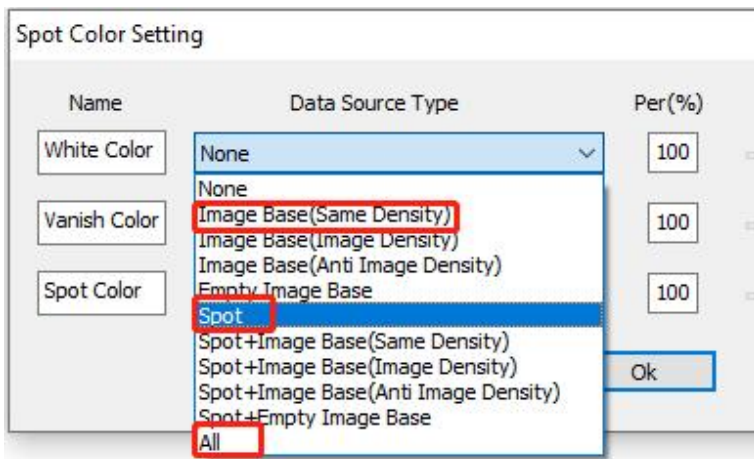 Spot Color Setting
Name Data Source Type Per(%)
White Color None 100
None
Image Base(Same Density)
Vanish Color Image Base(Image Density) 100
Image Base(Anti Image Density)
Spot Color Empty Image Base 100
Spot
Spot+Image Base(Same Density)
Spot+Image Base(Image Density)
Ok
Spot+Image Base(Anti Image Density)
Spot+Empty Image Base
All